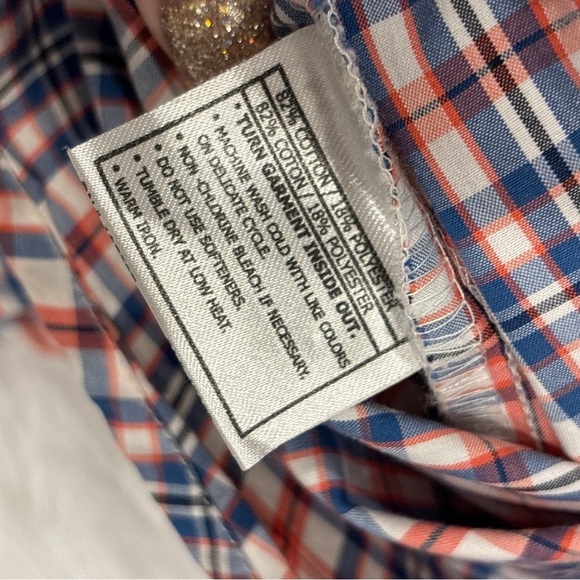 82% COTTON / 18% POLYESTER
82% COTON / 18% POLYESTER
• TURN GARMENT INSIDE OUT.
• MACHINE WASH COLD WITH LIKE COLORS
ON DELICATE CYCLE.
• NON-CHLORINE BLEACH IF NECESSARY.
• DO NOT USE SOFTENERS.
• TUMBLE DRY AT LOW HEAT.
• WARM IRON.